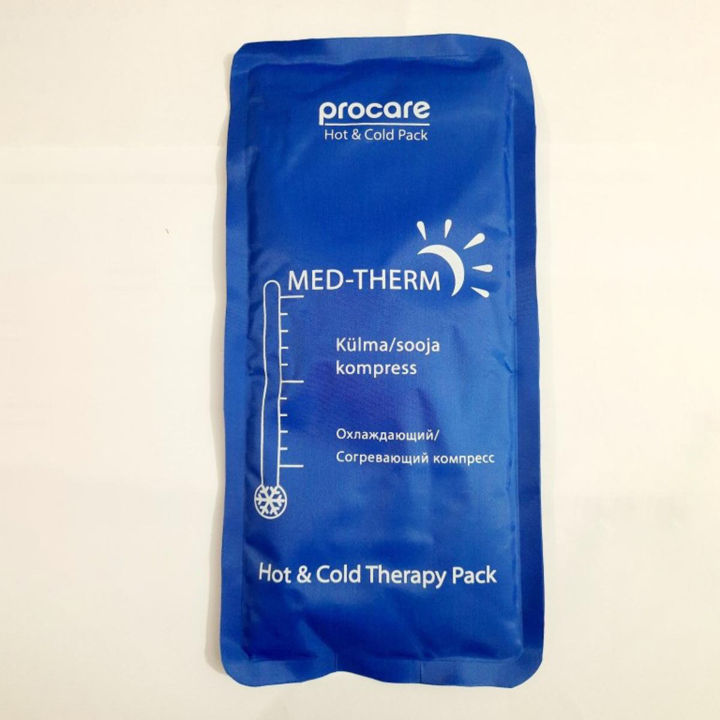 procare
Hot & Cold Pack
MED-THERM
Külma/sooja
kompress
Охлаждающий/
Согревающий компресс
Hot & Cold Therapy Pack